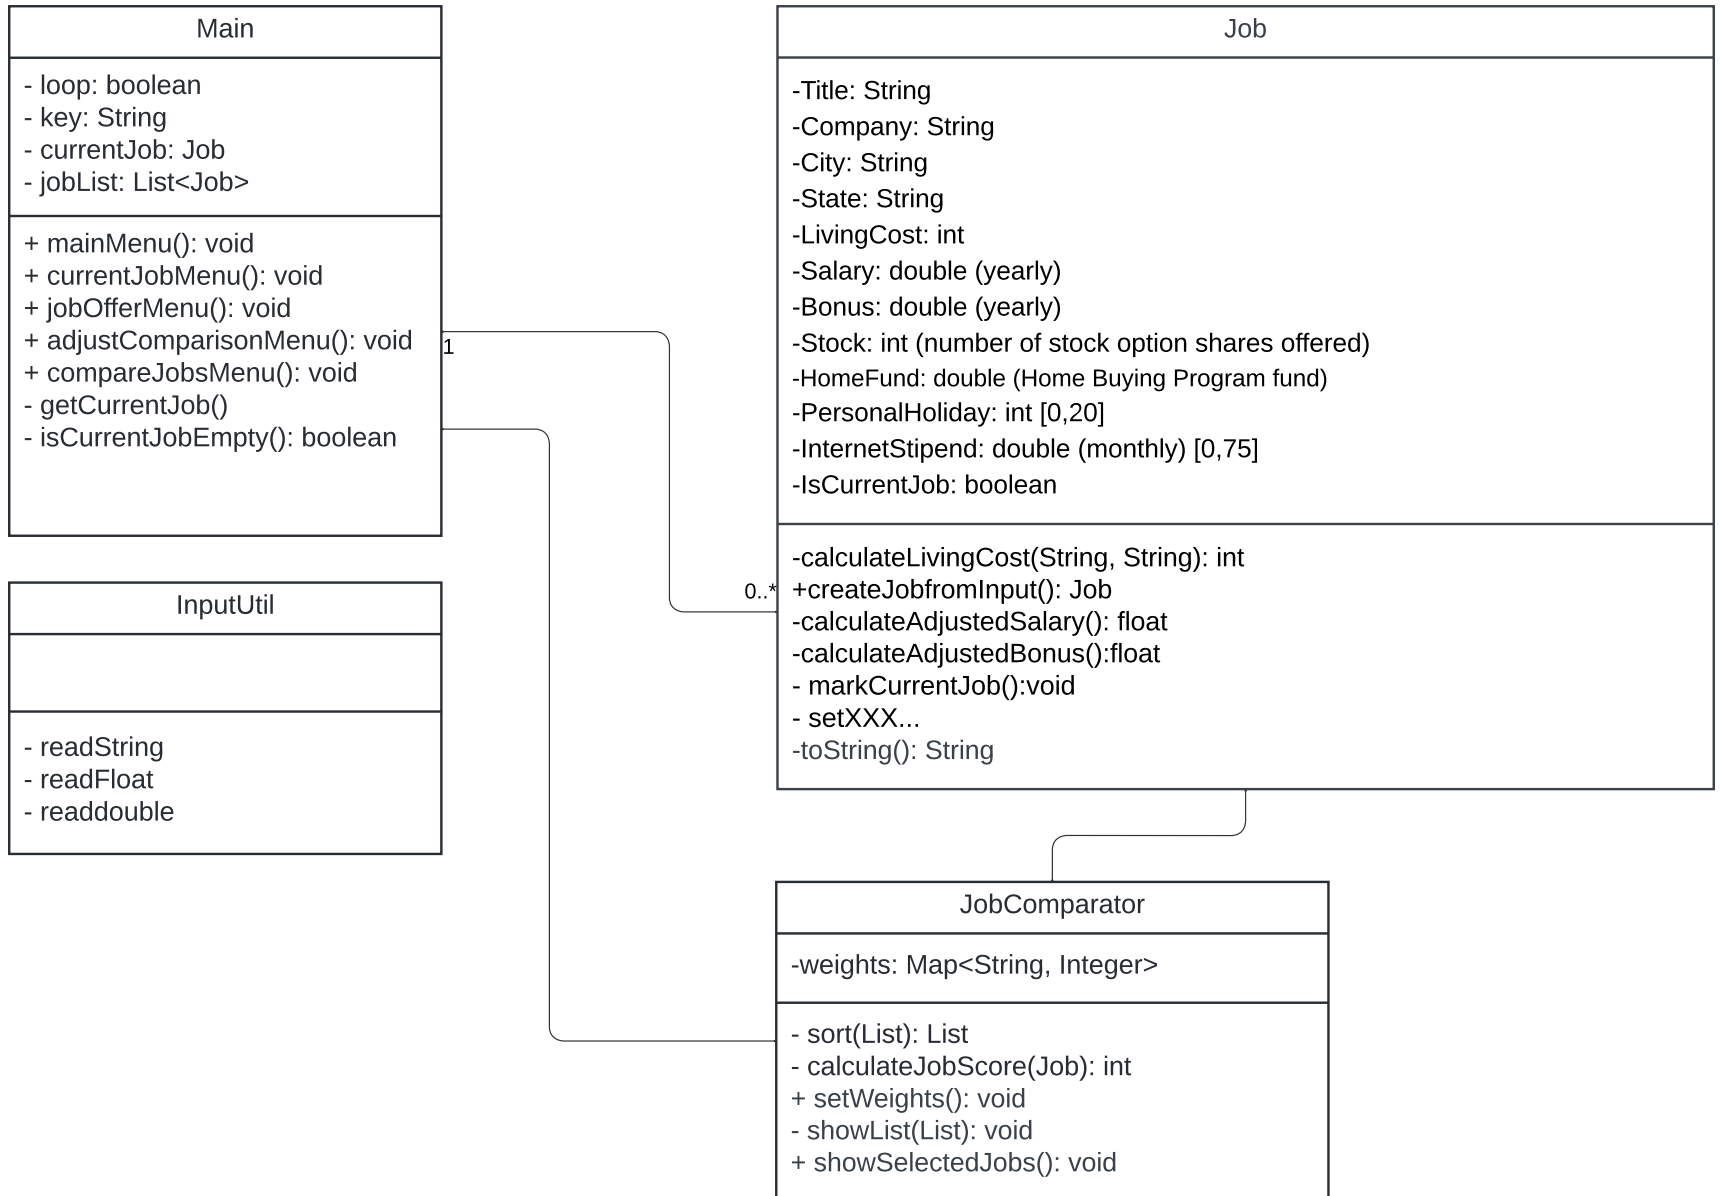 Main
- loop: boolean
- key: String
- currentJob: Job
- jobList: List<Job>
+ mainMenu(): void
+ currentJobMenu(): void
+ jobOfferMenu(): void
+ adjustComparisonMenu(): void
+ compareJobsMenu(): void
- getCurrentJob()
- isCurrentJobEmpty(): boolean
1
0..*
Job
-Title: String
-Company: String
-City: String
-State: String
-LivingCost: int
-Salary: double (yearly)
-Bonus: double (yearly)
-Stock: int (number of stock option shares offered)
-HomeFund: double (Home Buying Program fund)
-PersonalHoliday: int [0,20]
-InternetStipend: double (monthly) [0,75]
-IsCurrentJob: boolean
-calculateLivingCost(String, String): int
+createJobfromInput(): Job
-calculateAdjustedSalary(): float
-calculateAdjustedBonus():float
- markCurrentJob():void
- setXXX...
-toString(): String
InputUtil
- readString
- readFloat
- readdouble
JobComparator
-weights: Map<String, Integer>
- sort(List): List
- calculateJobScore(Job): int
+ setWeights(): void
- showList(List): void
+ showSelectedJobs(): void